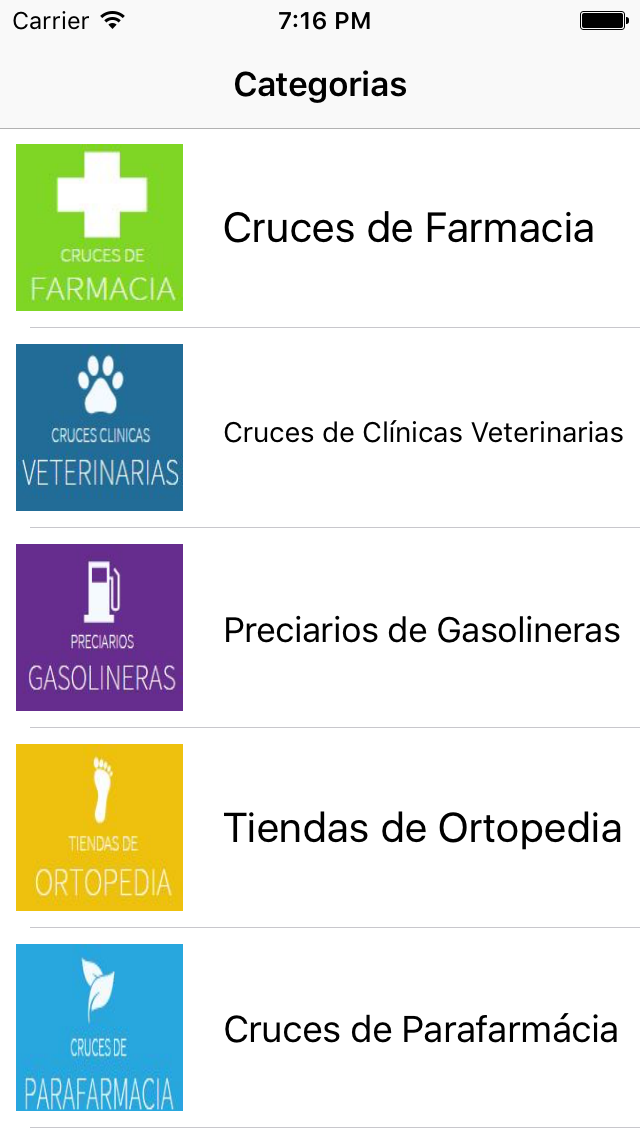 Carrier 7:16 PM
Categorias
CRUCES DE
FARMACIA
Cruces de Farmacia
CRUCES CLINICAS
VETERINARIAS
Cruces de Clínicas Veterinarias
PRECIARIOS
GASOLINERAS
Preciarios de Gasolineras
TIENDAS DE
ORTOPEDIA
Tiendas de Ortopedia
CRUCES DE
PARAFARMACIA
Cruces de Parafarmácia